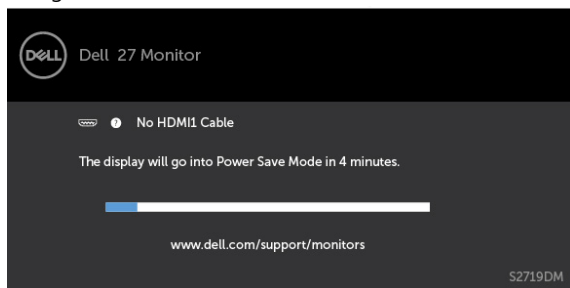 DELL
Dell 27 Monitor
? No HDMI1 Cable
The display will go into Power Save Mode in 4 minutes.
www.dell.com/support/monitors
S2719DM